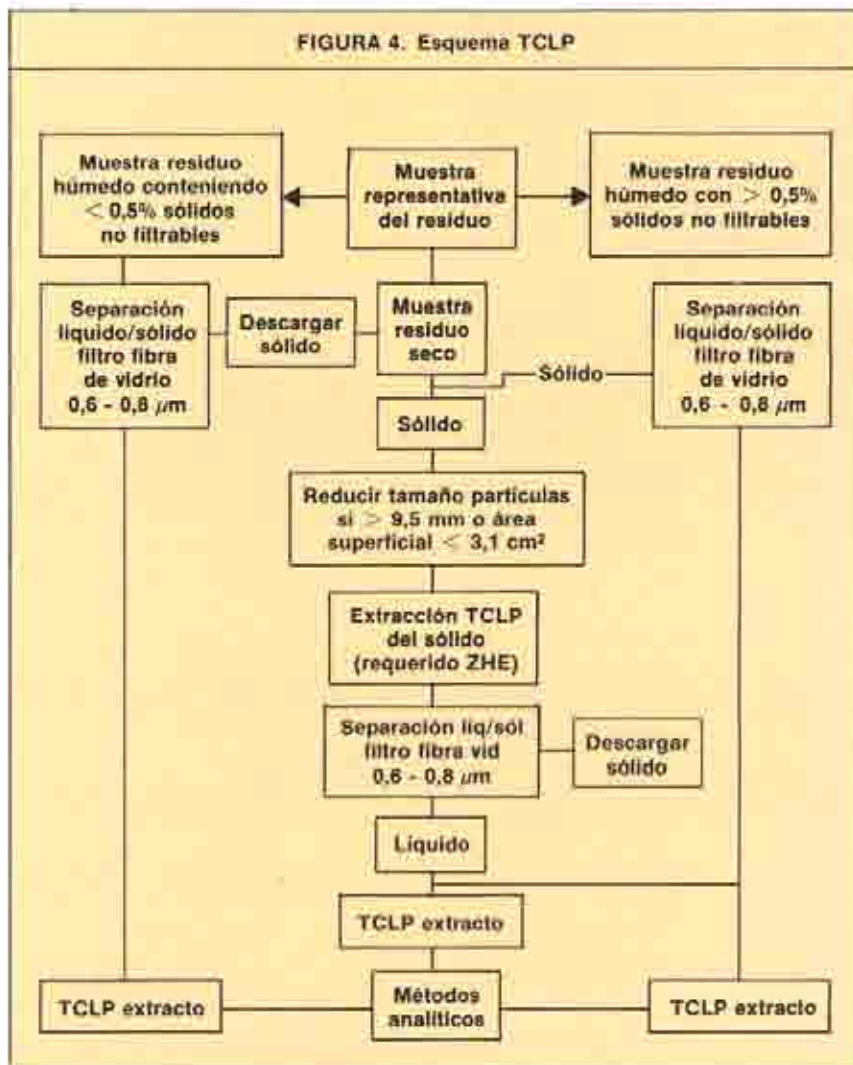 FIGURA 4. Esquema TCLP
Muestra residuo
húmedo conteniendo
< 0,5% sólidos
no filtrables
Muestra
representativa
del resíduo
Muestra residuo
húmedo con > 0,5%
sólidos no filtrables
Separación
líquido/sólido
filtro fibra
de vidrio
0,6 - 0,8 μm
Descargar
sólido
Muestra
residuo
seco
Sólido
Separación
líquido/sólido
filtro fibra
de vidrio
0,6 - 0,8 μm
Sólido
Reducir tamaño partículas
si > 9,5 mm o área
superficial < 3,1 cm²
Extracción TCLP
del sólido
(requerido ZHE)
Separación líq/sól
filtro fibra vid
0,6 - 0,8 μm
Descargar
sólido
Líquido
TCLP extracto
TCLP extracto
Métodos
analíticos
TCLP extracto